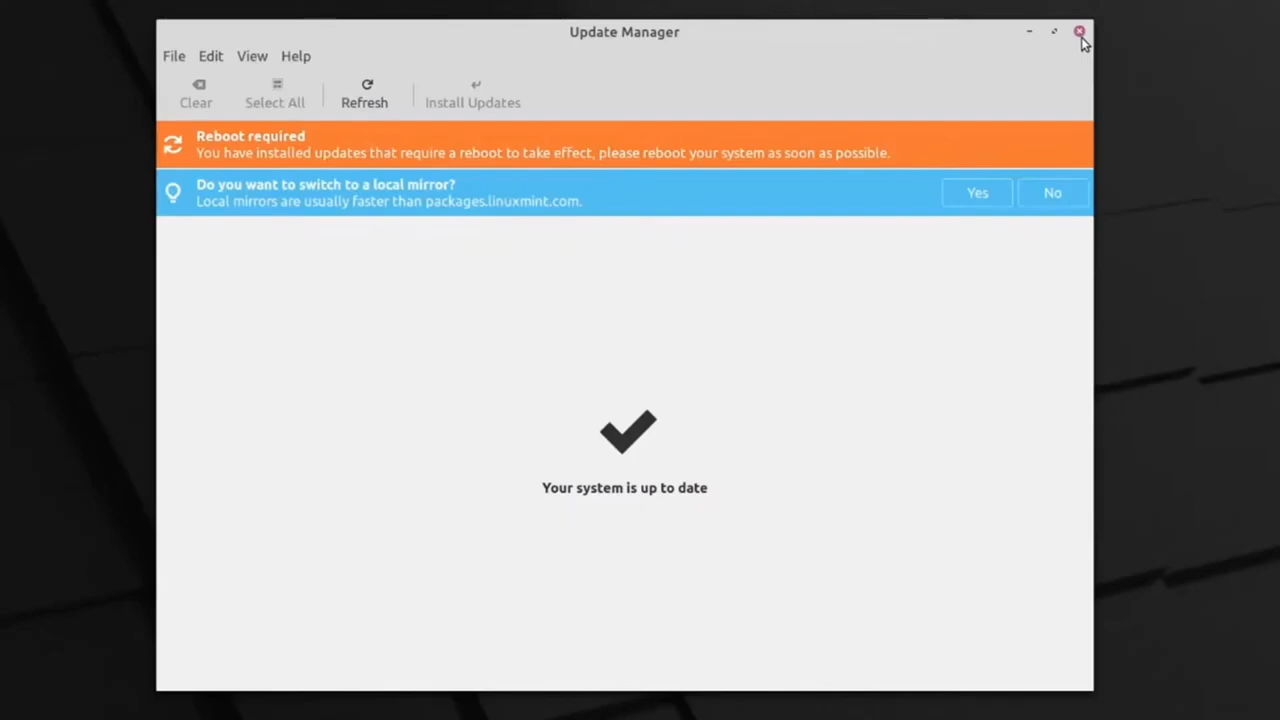 Update Manager
File Edit View Help
Clear Select All Refresh Install Updates
Reboot required
You have installed updates that require a reboot to take effect, please reboot your system as soon as possible.
Do you want to switch to a local mirror?
Local mirrors are usually faster than packages.linuxmint.com.
Yes No
Your system is up to date